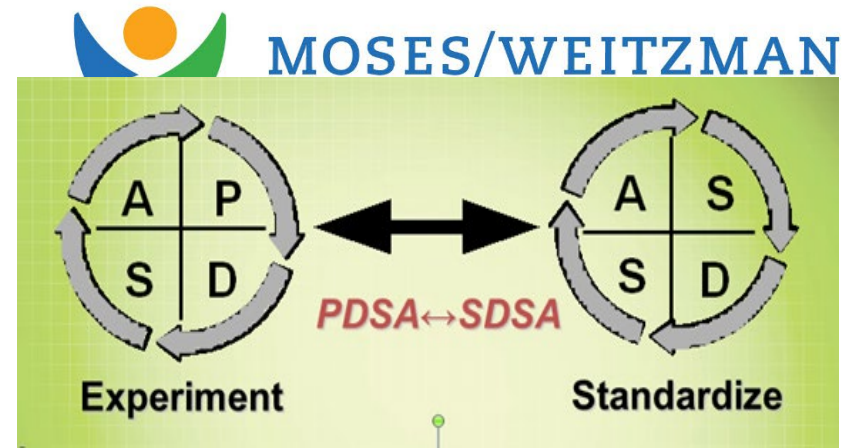 MOSES/WEITZMAN
A P
S D
A S
S D
PDSA↔SDSA
Experiment
Standardize